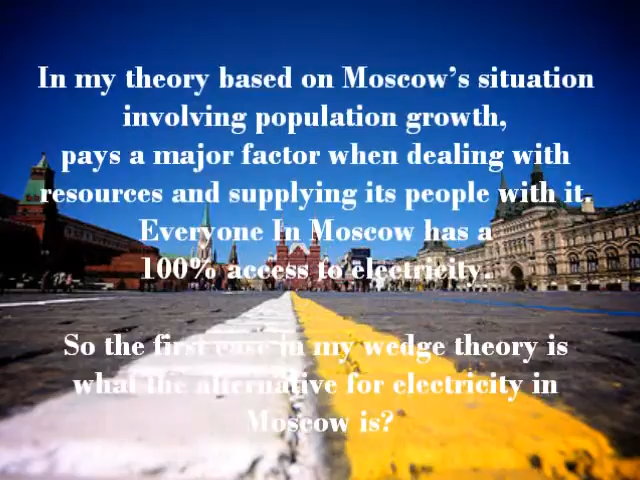 In my theory based on Moscow’s situation
involving population growth,
pays a major factor when dealing with
resources and supplying its people with it.
Everyone In Moscow has a
100% access to electricity.
So the first case in my wedge theory is
what the alternative for electricity in
Moscow is?